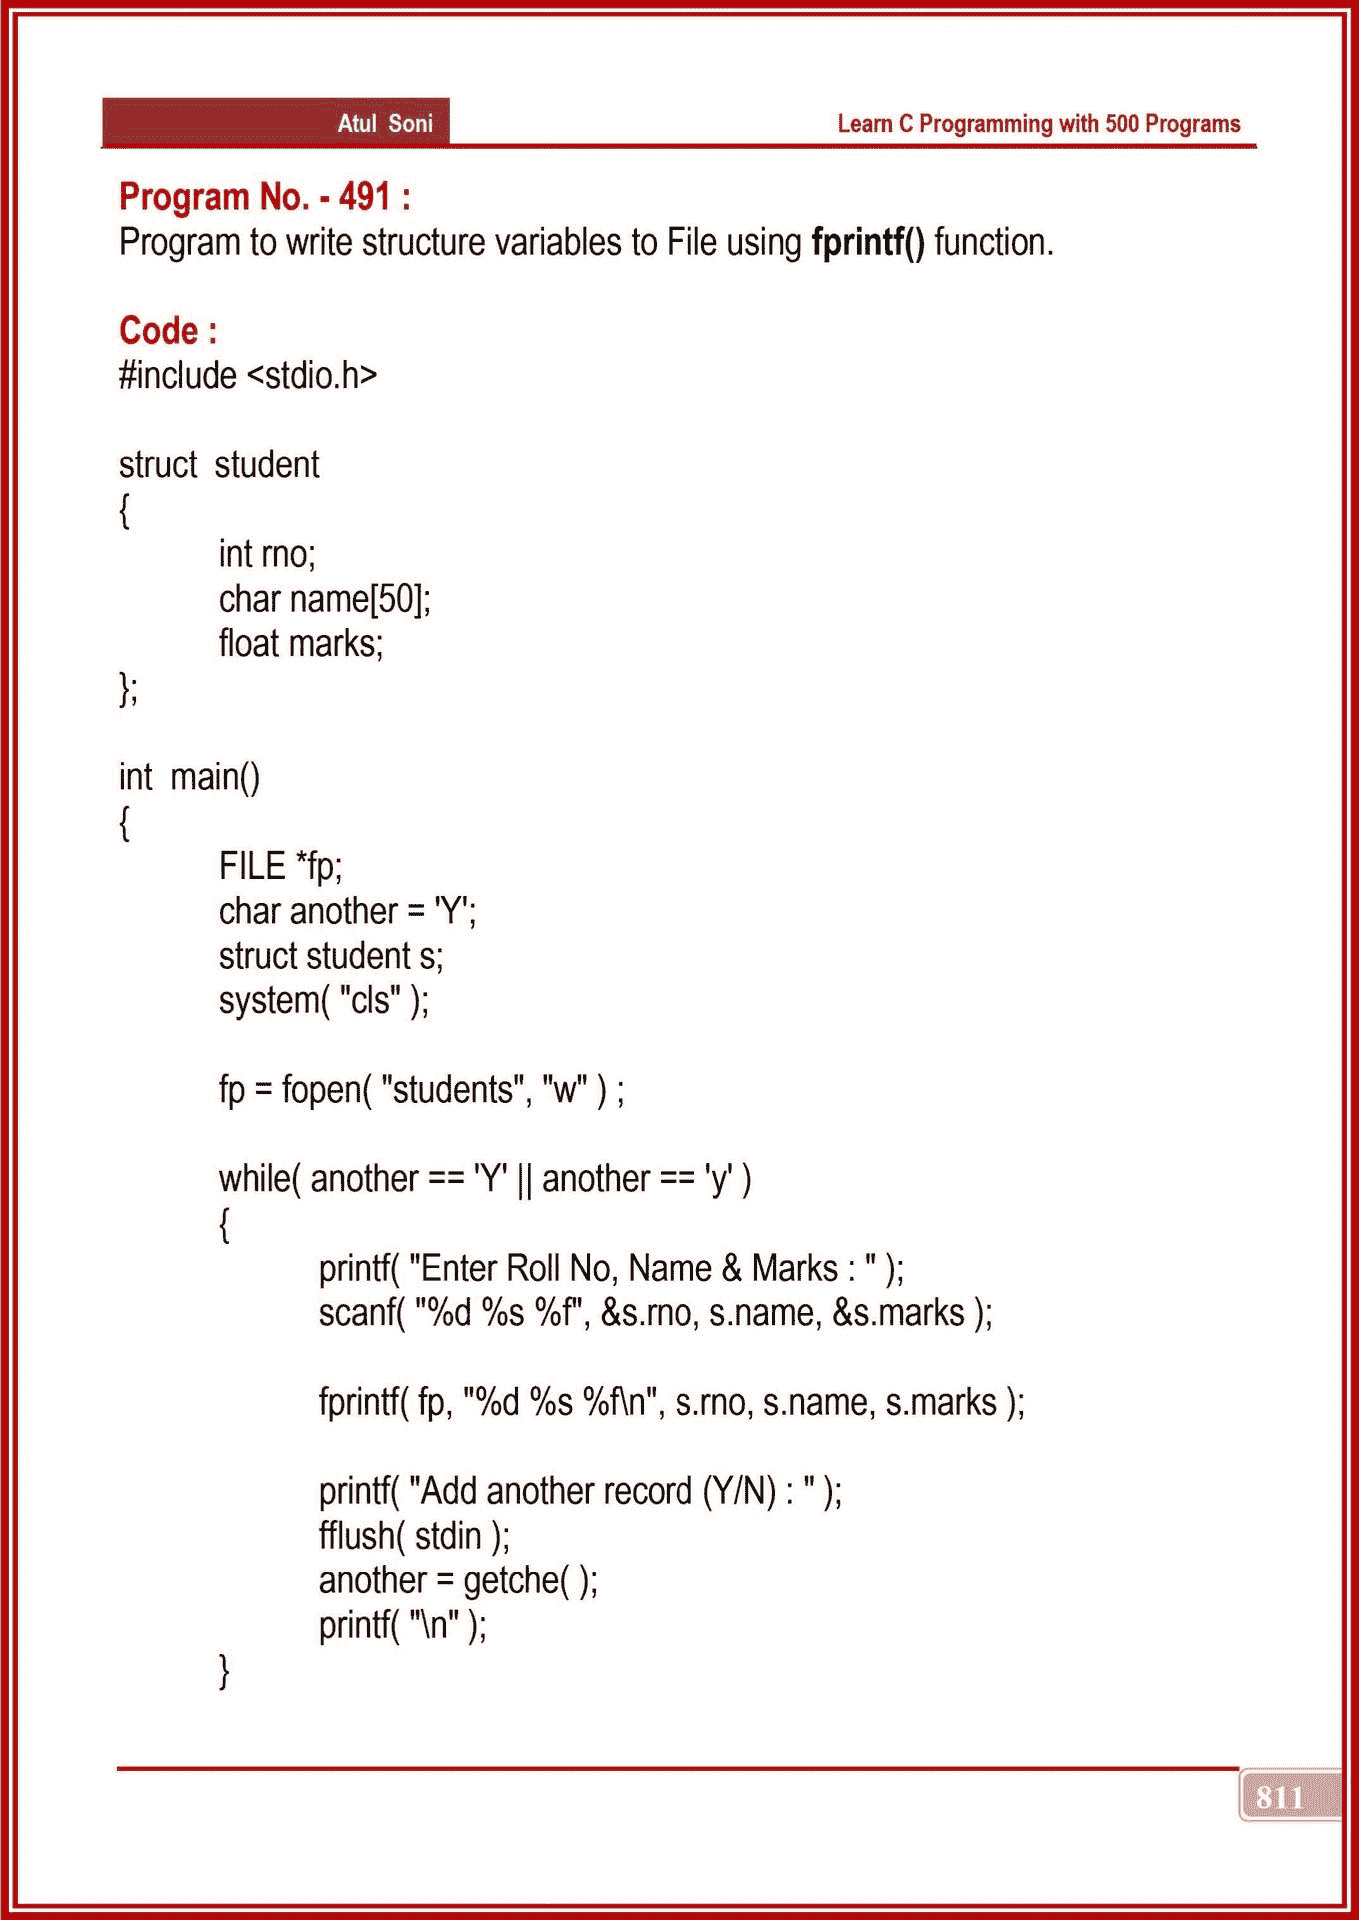 Atul  Soni
Learn C Programming with 500 Programs
Program No. - 491 :
Program to write structure variables to File using fprintf() function.
Code :
#include <stdio.h>
struct  student
{
int rno;
char name[50];
float marks;
};
int  main()
{
FILE *fp;
char another = 'Y';
struct student s;
system( "cls" );
fp = fopen( "students", "w" ) ;
while( another == 'Y' || another == 'y' )
{
printf( "Enter Roll No, Name & Marks : " );
scanf( "%d %s %f", &s.rno, s.name, &s.marks );
fprintf( fp, "%d %s %f\n", s.rno, s.name, s.marks );
printf( "Add another record (Y/N) : " );
fflush( stdin );
another = getche( );
printf( "\n" );
}
811